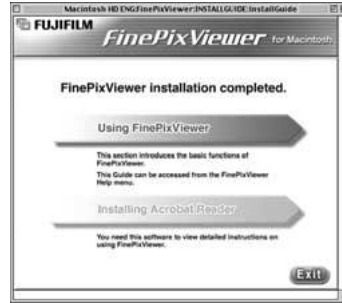 Macintosh HD ENG:FinePixViewer:INSTALLGUIDE:InstallGuide
FUJIFILM
FinePixViewer for Macintosh
FinePixViewer installation completed.
Using FinePixViewer
This section introduces the basic functions of
FinePixViewer.
This Guide can be accessed from the FinePixViewer
Help menu.
Installing Acrobat Reader
You need this software to view detailed instructions on
using FinePixViewer.
Exit